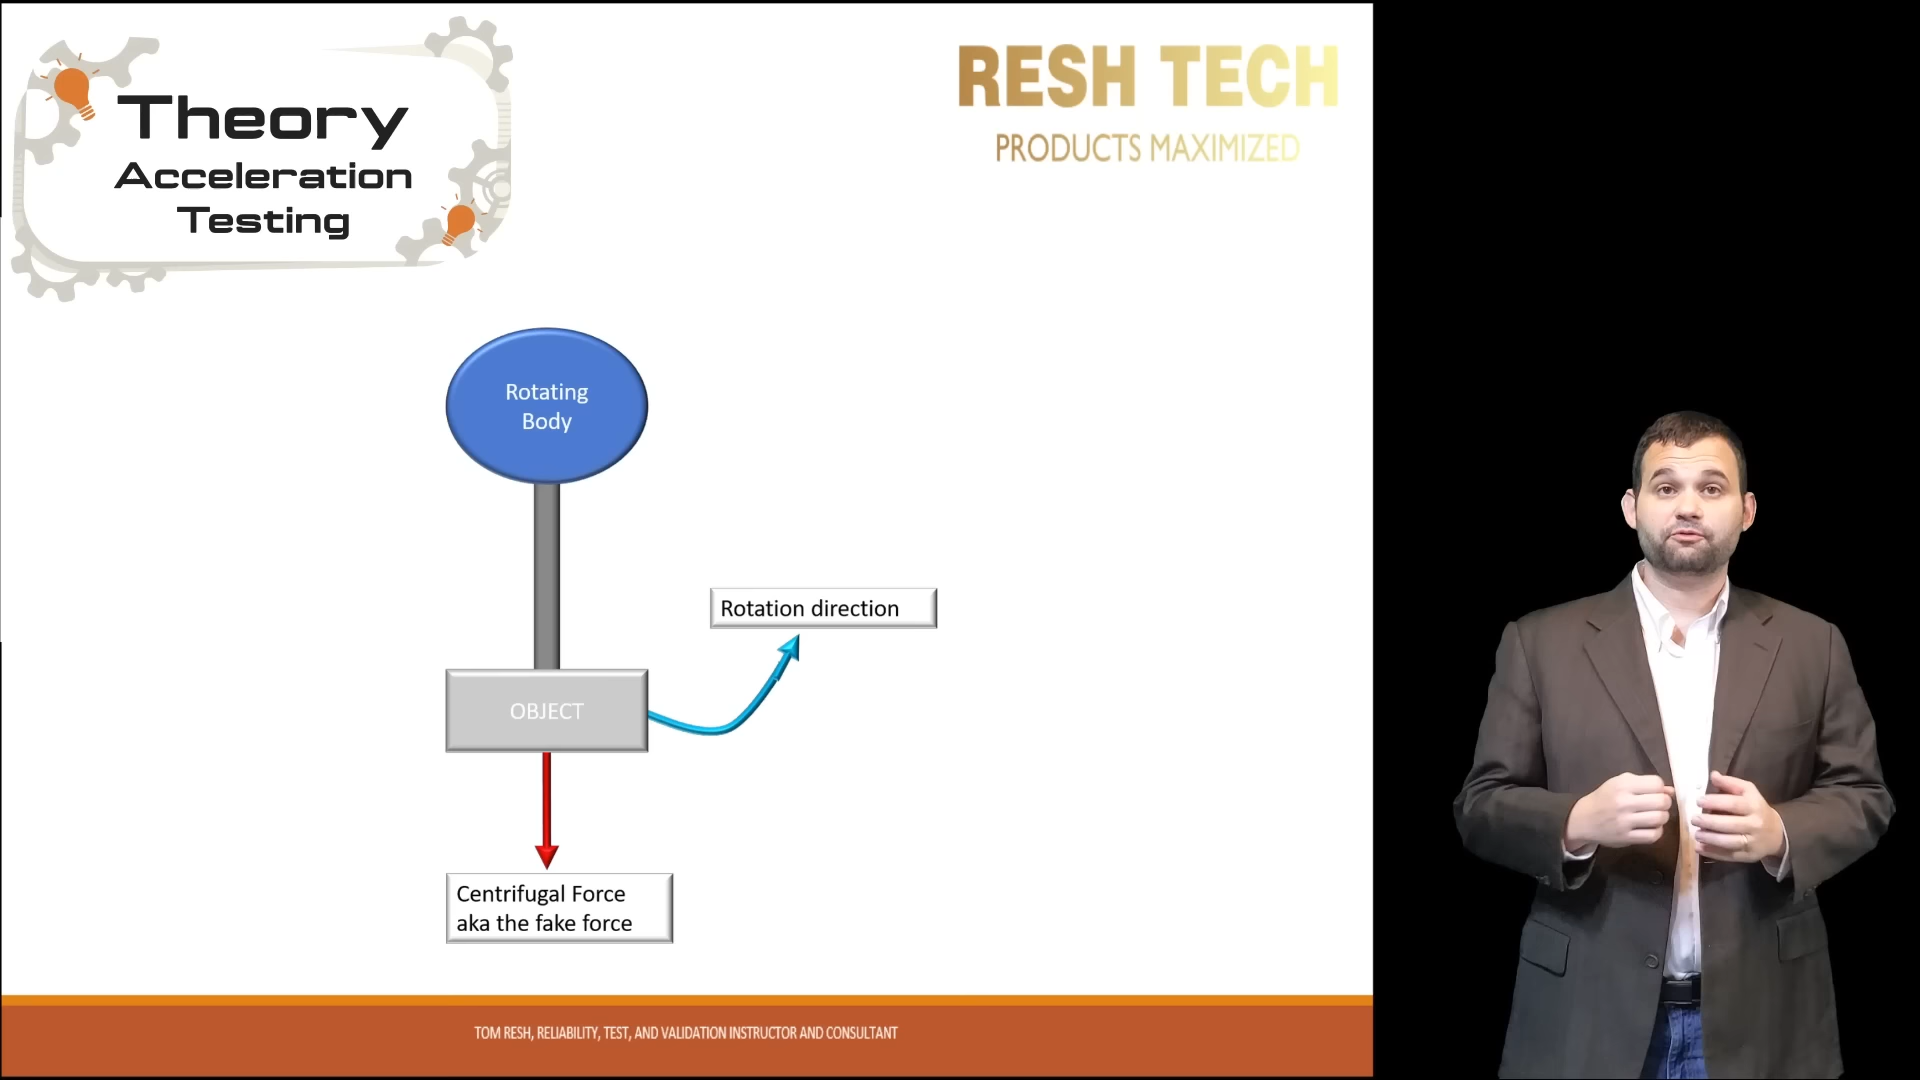 Theory
Acceleration
Testing
RESH TECH
PRODUCTS MAXIMIZED
Rotating
Body
Rotation direction
OBJECT
Centrifugal Force
aka the fake force
TOM RESH, RELIABILITY, TEST, AND VALIDATION INSTRUCTOR AND CONSULTANT